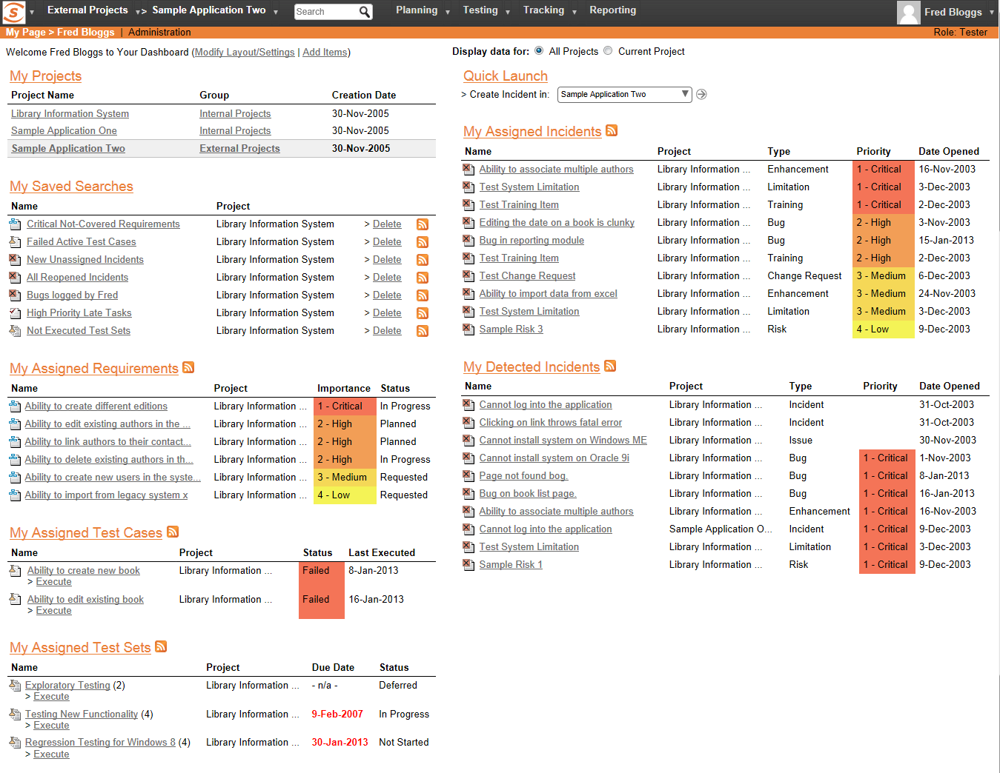 External Projects > Sample Application Two Search Planning Testing Tracking Reporting Fred Bloggs
My Page > Fred Bloggs | Administration Role: Tester
Welcome Fred Bloggs to Your Dashboard (Modify Layout/Settings | Add Items)
My Projects
Project Name Group Creation Date
Library Information System Internal Projects 30-Nov-2005
Sample Application One Internal Projects 30-Nov-2005
Sample Application Two External Projects 30-Nov-2005
My Saved Searches
Name Project
Critical Not-Covered Requirements Library Information System > Delete
Failed Active Test Cases Library Information System > Delete
New Unassigned Incidents Library Information System > Delete
All Reopened Incidents Library Information System > Delete
Bugs logged by Fred Library Information System > Delete
High Priority Late Tasks Library Information System > Delete
Not Executed Test Sets Library Information System > Delete
My Assigned Requirements
Name Project Importance Status
Ability to create different editions Library Information ... 1 - Critical In Progress
Ability to edit existing authors in the ... Library Information ... 2 - High Planned
Ability to link authors to their contact... Library Information ... 2 - High Planned
Ability to delete existing authors in th... Library Information ... 2 - High In Progress
Ability to create new users in the syste... Library Information ... 3 - Medium Requested
Ability to import from legacy system x Library Information ... 4 - Low Requested
My Assigned Test Cases
Name Project Status Last Executed
Ability to create new book Library Information ... Failed 8-Jan-2013
> Execute
Ability to edit existing book Library Information ... Failed 16-Jan-2013
> Execute
My Assigned Test Sets
Name Project Due Date Status
Exploratory Testing (2) Library Information ... - n/a - Deferred
> Execute
Testing New Functionality (4) Library Information ... 9-Feb-2007 In Progress
> Execute
Regression Testing for Windows 8 (4) Library Information ... 30-Jan-2013 Not Started
> Execute
Display data for: All Projects Current Project
Quick Launch
> Create Incident in: Sample Application Two
My Assigned Incidents
Name Project Type Priority Date Opened
Ability to associate multiple authors Library Information ... Enhancement 1 - Critical 16-Nov-2003
Test System Limitation Library Information ... Limitation 1 - Critical 3-Dec-2003
Test Training Item Library Information ... Training 1 - Critical 2-Dec-2003
Editing the date on a book is clunky Library Information ... Bug 2 - High 3-Nov-2003
Bug in reporting module Library Information ... Bug 2 - High 15-Jan-2013
Test Training Item Library Information ... Training 2 - High 2-Dec-2003
Test Change Request Library Information ... Change Request 3 - Medium 6-Dec-2003
Ability to import data from excel Library Information ... Enhancement 3 - Medium 24-Nov-2003
Test System Limitation Library Information ... Limitation 3 - Medium 3-Dec-2003
Sample Risk 3 Library Information ... Risk 4 - Low 9-Dec-2003
My Detected Incidents
Name Project Type Priority Date Opened
Cannot log into the application Library Information ... Incident 31-Oct-2003
Clicking on link throws fatal error Library Information ... Incident 31-Oct-2003
Cannot install system on Windows ME Library Information ... Issue 30-Nov-2003
Cannot install system on Oracle 9i Library Information ... Bug 1 - Critical 1-Nov-2003
Page not found bog. Library Information ... Bug 1 - Critical 8-Jan-2013
Bug on book list page. Library Information ... Bug 1 - Critical 16-Jan-2013
Ability to associate multiple authors Library Information ... Enhancement 1 - Critical 16-Nov-2003
Cannot log into the application Sample Application O... Incident 1 - Critical 9-Dec-2003
Test System Limitation Library Information ... Limitation 1 - Critical 3-Dec-2003
Sample Risk 1 Library Information ... Risk 1 - Critical 9-Dec-2003